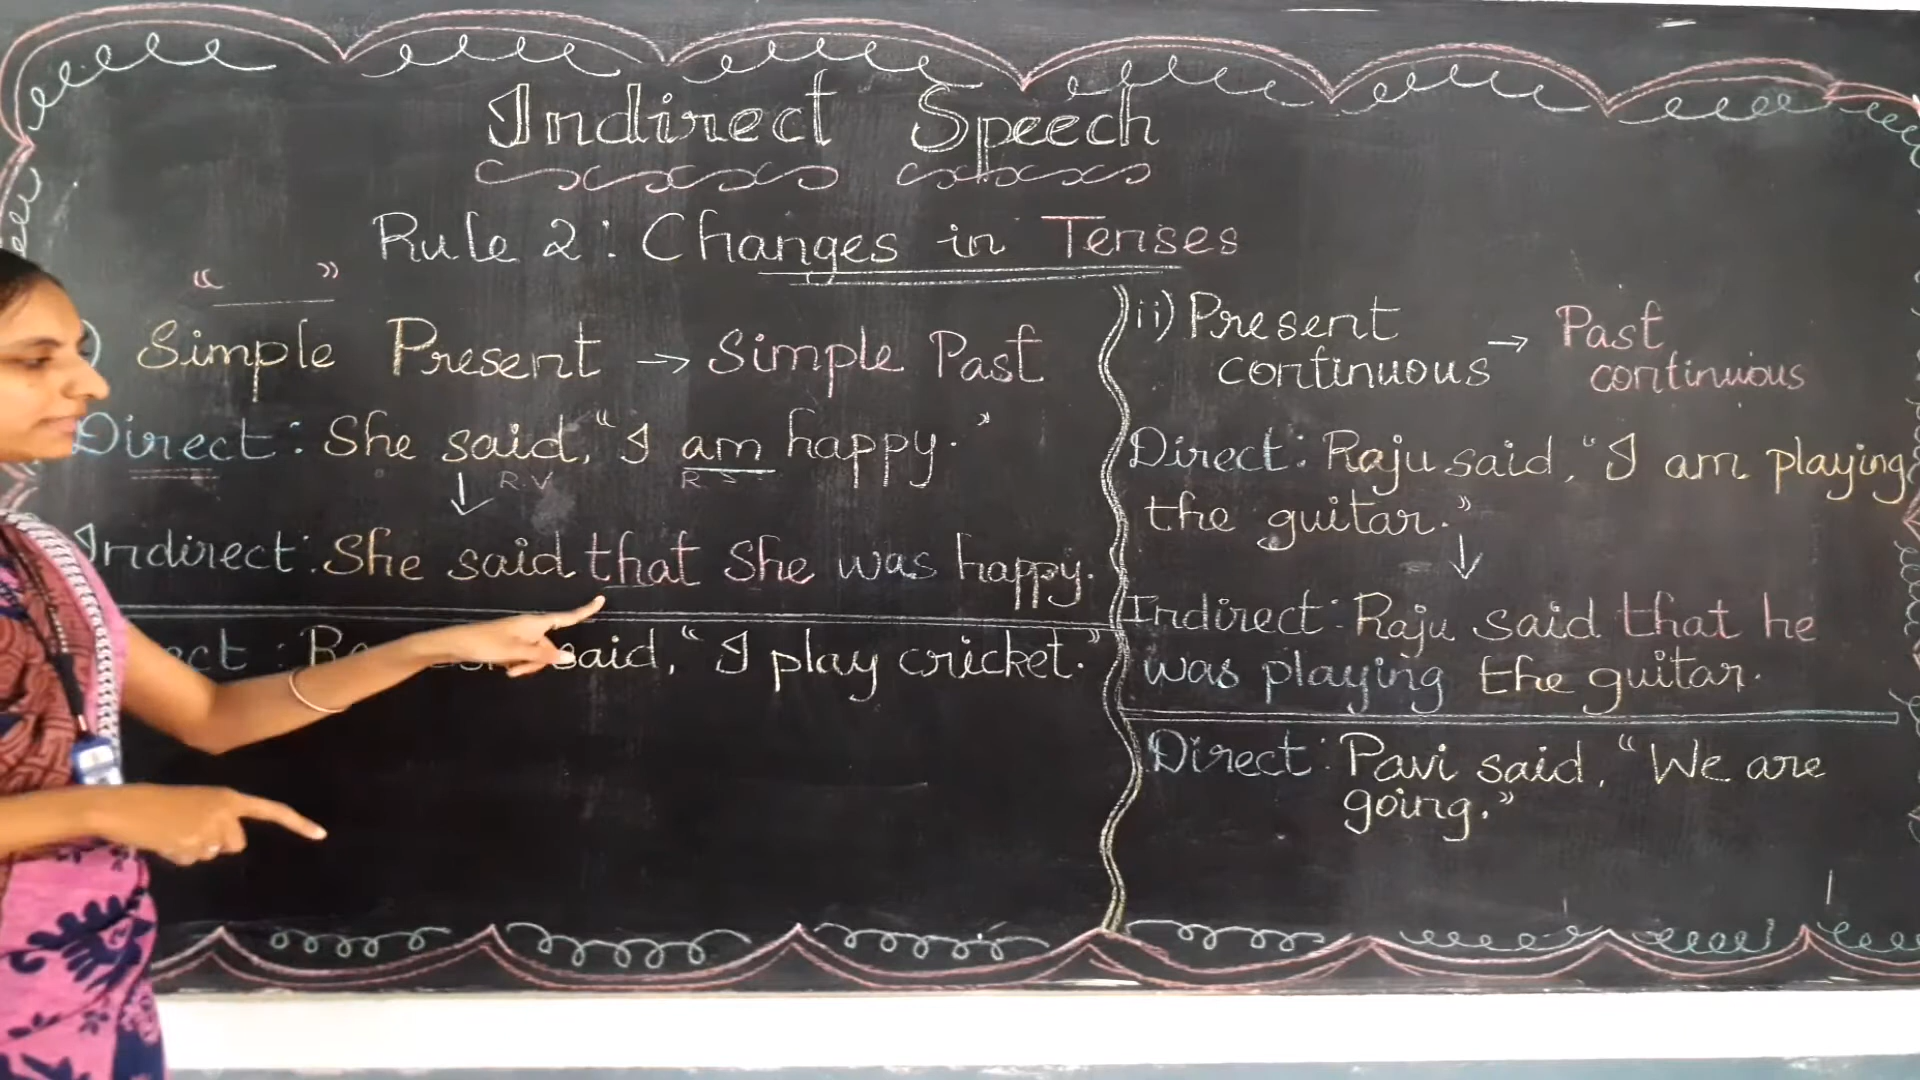 Indirect Speech
Rule 2: Changes in Tenses
“ ”
) Simple Present → Simple Past
Direct: She said, “I am happy.”
R.V R S
Indirect: She said that She was happy.
said, “I play cricket.”
ii) Present continuous → Past continuous
Direct: Raju said, “I am playing
the guitar.”
Indirect: Raju said that he
was playing the guitar.
Direct: Pavi said, “We are
going.”